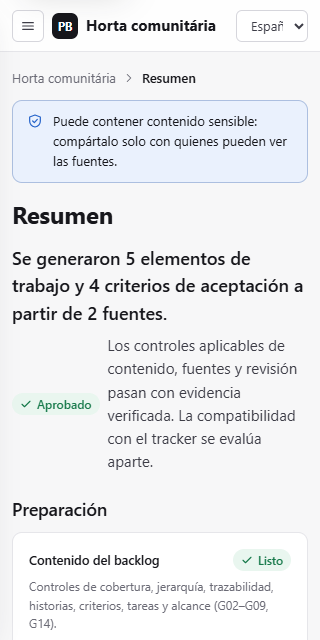 PB Horta comunitária Españ
Horta comunitária > Resumen
Puede contener contenido sensible:
compártalo solo con quienes pueden ver
las fuentes.
Resumen
Se generaron 5 elementos de
trabajo y 4 criterios de aceptación a
partir de 2 fuentes.
Aprobado
Los controles aplicables de
contenido, fuentes y revisión
pasan con evidencia
verificada. La compatibilidad
con el tracker se evalúa
aparte.
Preparación
Contenido del backlog Listo
Controles de cobertura, jerarquía, trazabilidad,
historias, criterios, tareas y alcance (G02–G09,
G14).